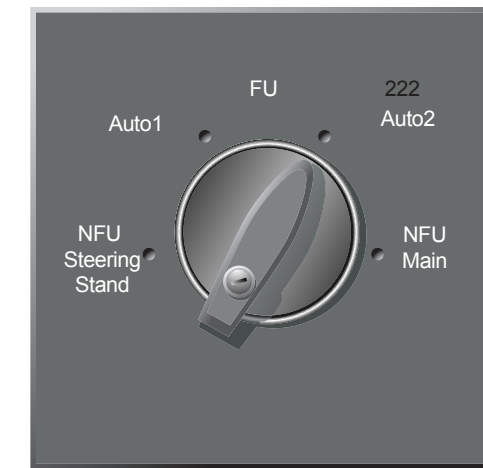 FU
222
Auto1
Auto2
NFU
Steering
Stand
NFU
Main